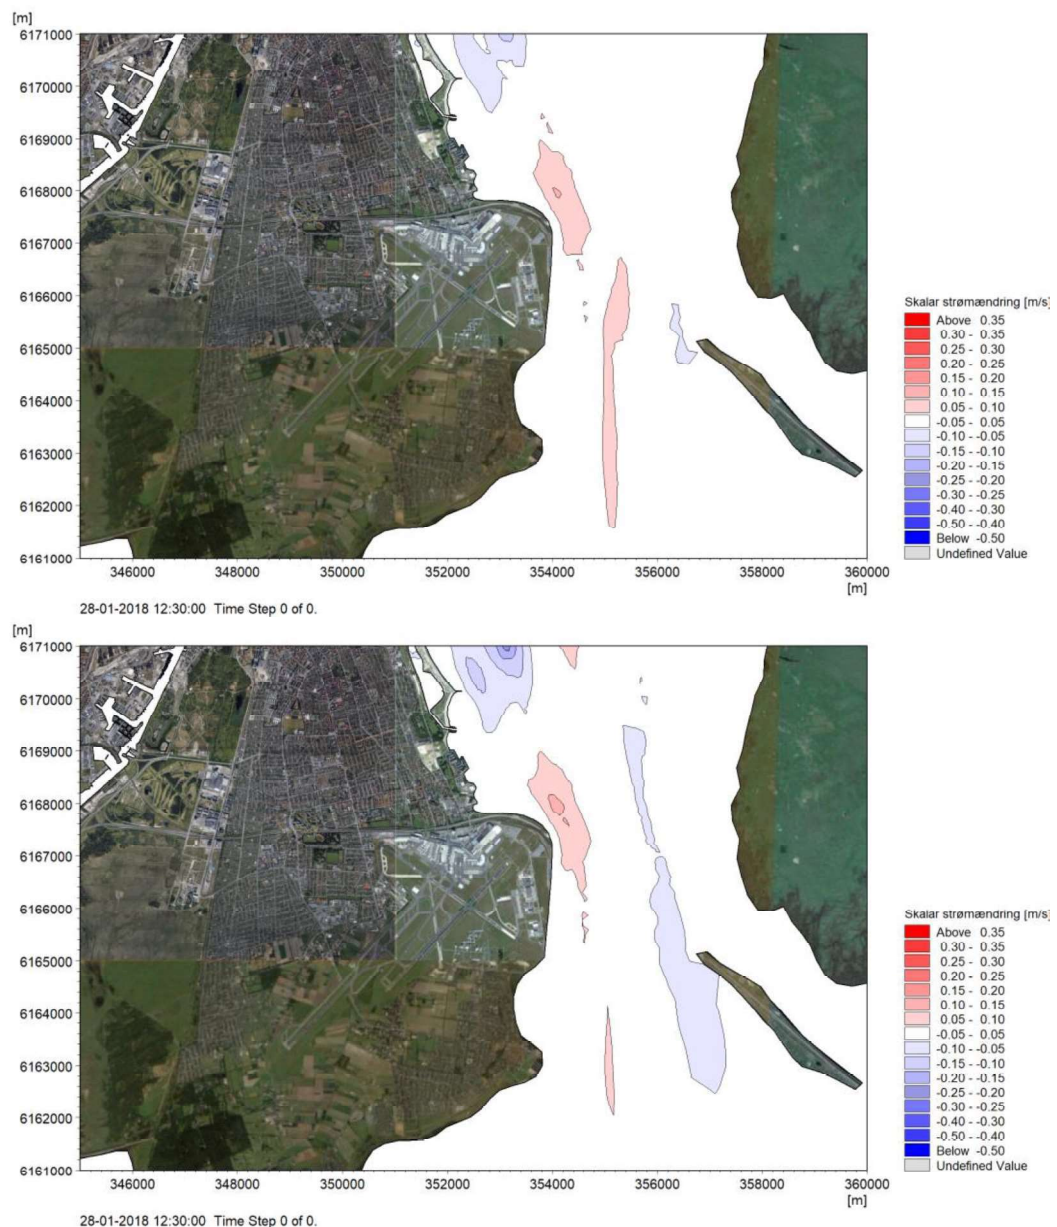 [m]
6171000
6170000
6169000
6168000
6167000
6166000
6165000
6164000
6163000
6162000
6161000
346000 348000 350000 352000 354000 356000 358000 360000
[m]
28-01-2018 12:30:00 Time Step 0 of 0.
Skalar strømændring [m/s]
Above 0.35
0.30 - 0.35
0.25 - 0.30
0.20 - 0.25
0.15 - 0.20
0.10 - 0.15
0.05 - 0.10
-0.05 - 0.05
-0.10 - -0.05
-0.15 - -0.10
-0.20 - -0.15
-0.25 - -0.20
-0.30 - -0.25
-0.40 - -0.30
-0.50 - -0.40
Below -0.50
Undefined Value
[m]
6171000
6170000
6169000
6168000
6167000
6166000
6165000
6164000
6163000
6162000
6161000
346000 348000 350000 352000 354000 356000 358000 360000
[m]
28-01-2018 12:30:00 Time Step 0 of 0.
Skalar strømændring [m/s]
Above 0.35
0.30 - 0.35
0.25 - 0.30
0.20 - 0.25
0.15 - 0.20
0.10 - 0.15
0.05 - 0.10
-0.05 - 0.05
-0.10 - -0.05
-0.15 - -0.10
-0.20 - -0.15
-0.25 - -0.20
-0.30 - -0.25
-0.40 - -0.30
-0.50 - -0.40
Below -0.50
Undefined Value